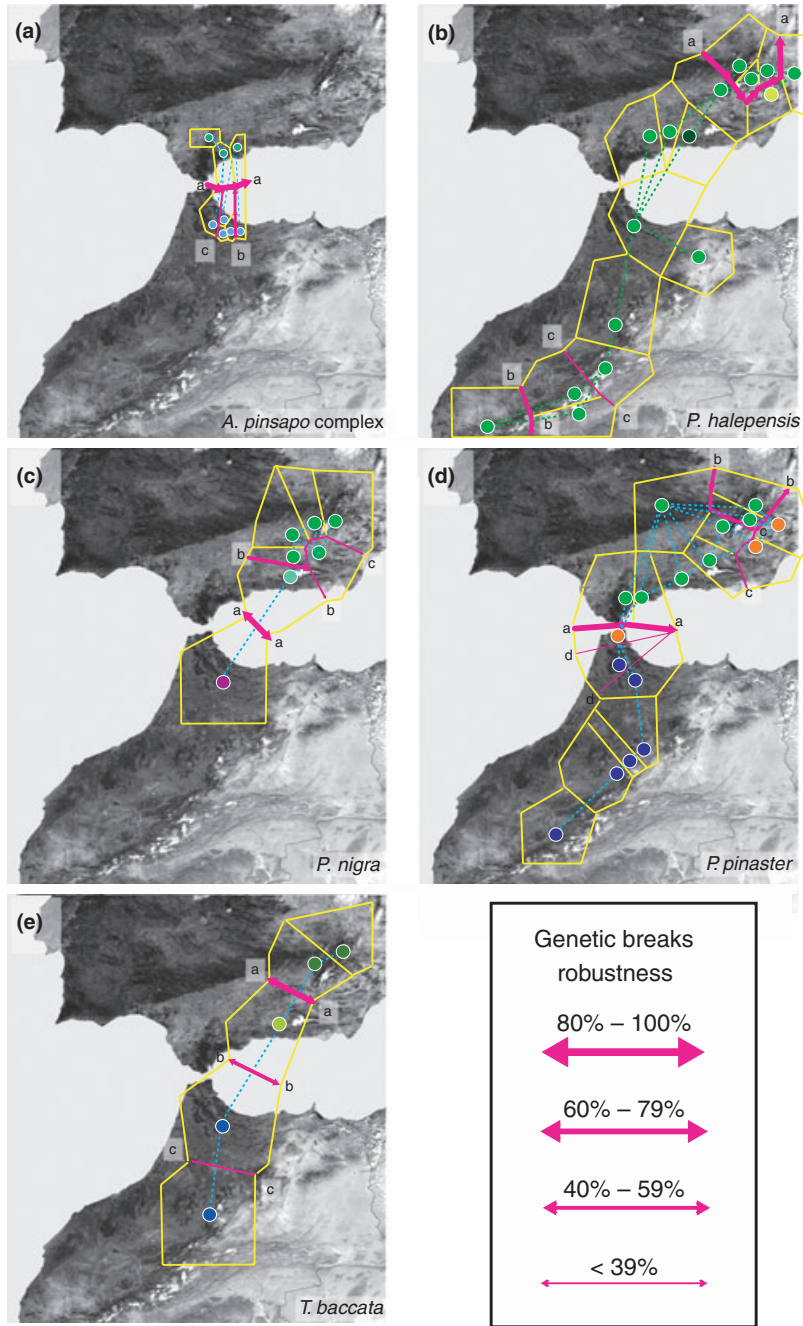 (a)
a
a
c
b
A. pinsapo complex
(b)
a
a
c
b
b
c
P. halepensis
(c)
b
c
b
a
a
P. nigra
(d)
b
b
c
c
a
a
d
d
P. pinaster
(e)
a
a
b
b
c
c
T. baccata
Genetic breaks
robustness
80% – 100%
60% – 79%
40% – 59%
< 39%